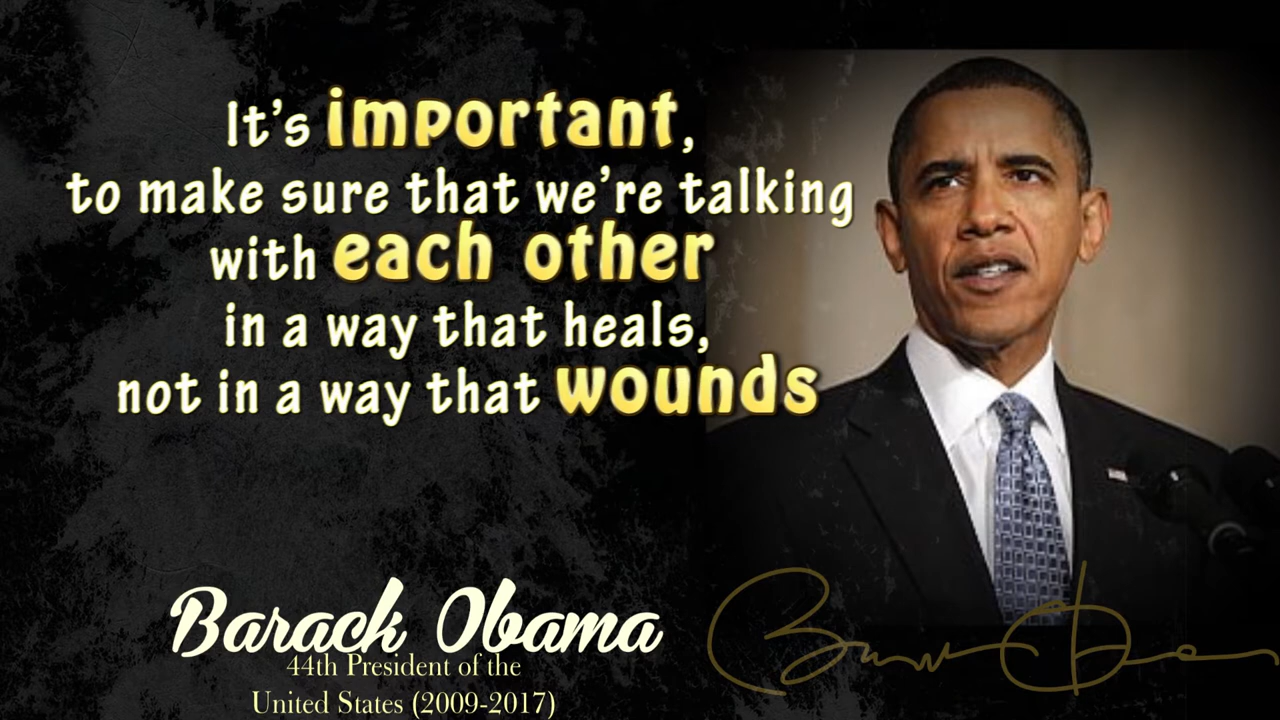 It's important,
to make sure that we're talking
with each other
in a way that heals,
not in a way that wounds
Barack Obama
44th President of the
United States (2009-2017)